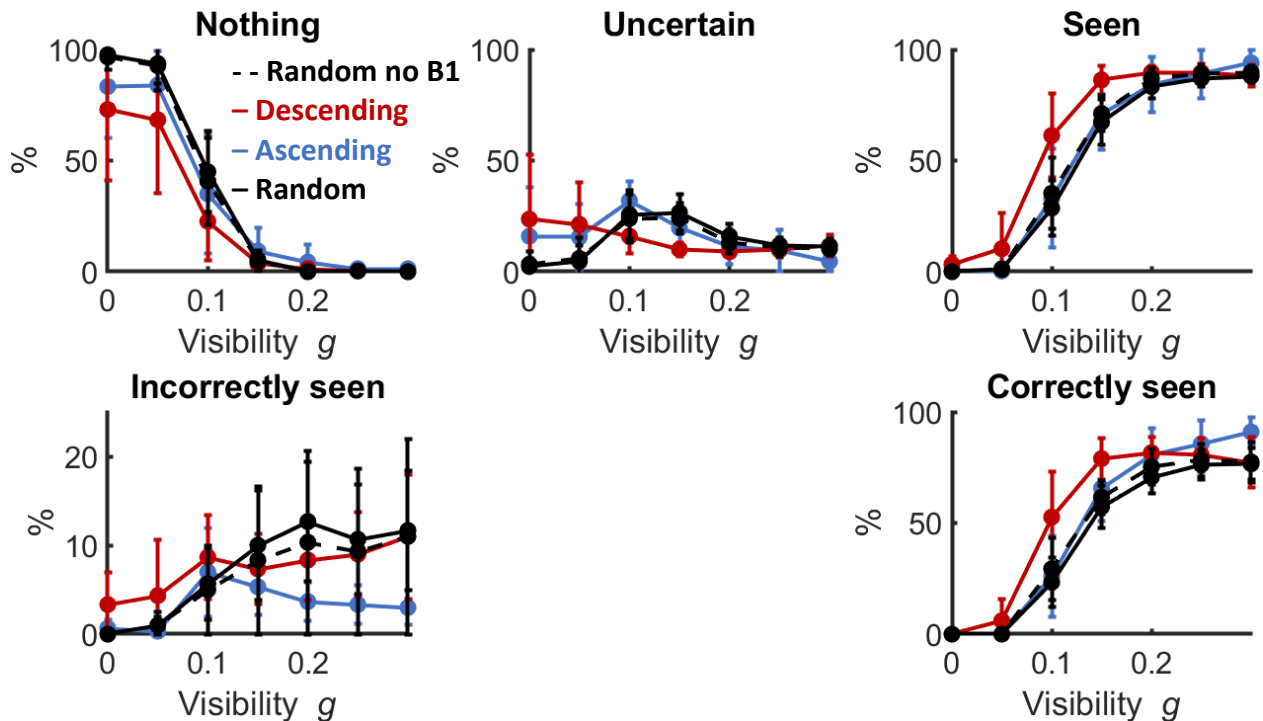 Nothing
100
50
0
%
0
0.1
0.2
Visibility g
- - Random no B1
– Descending
– Ascending
– Random
Uncertain
100
50
0
%
0
0.1
0.2
Visibility g
Seen
100
50
0
%
0
0.1
0.2
Visibility g
Incorrectly seen
20
10
0
%
0
0.1
0.2
Visibility g
Correctly seen
100
50
0
%
0
0.1
0.2
Visibility g